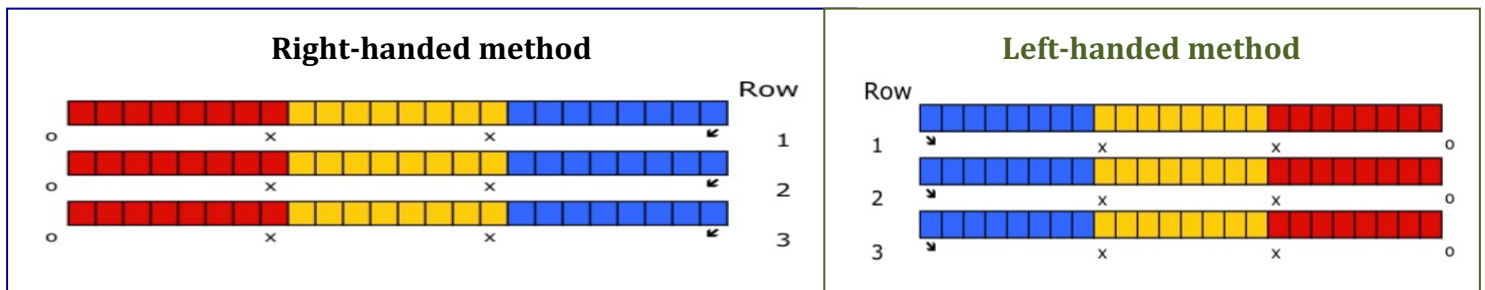 Right-handed method
Row
o x x ↙ 1
o x x ↙ 2
o x x ↙ 3
Left-handed method
Row
1 ↘ x x o
2 ↘ x x o
3 ↘ x x o